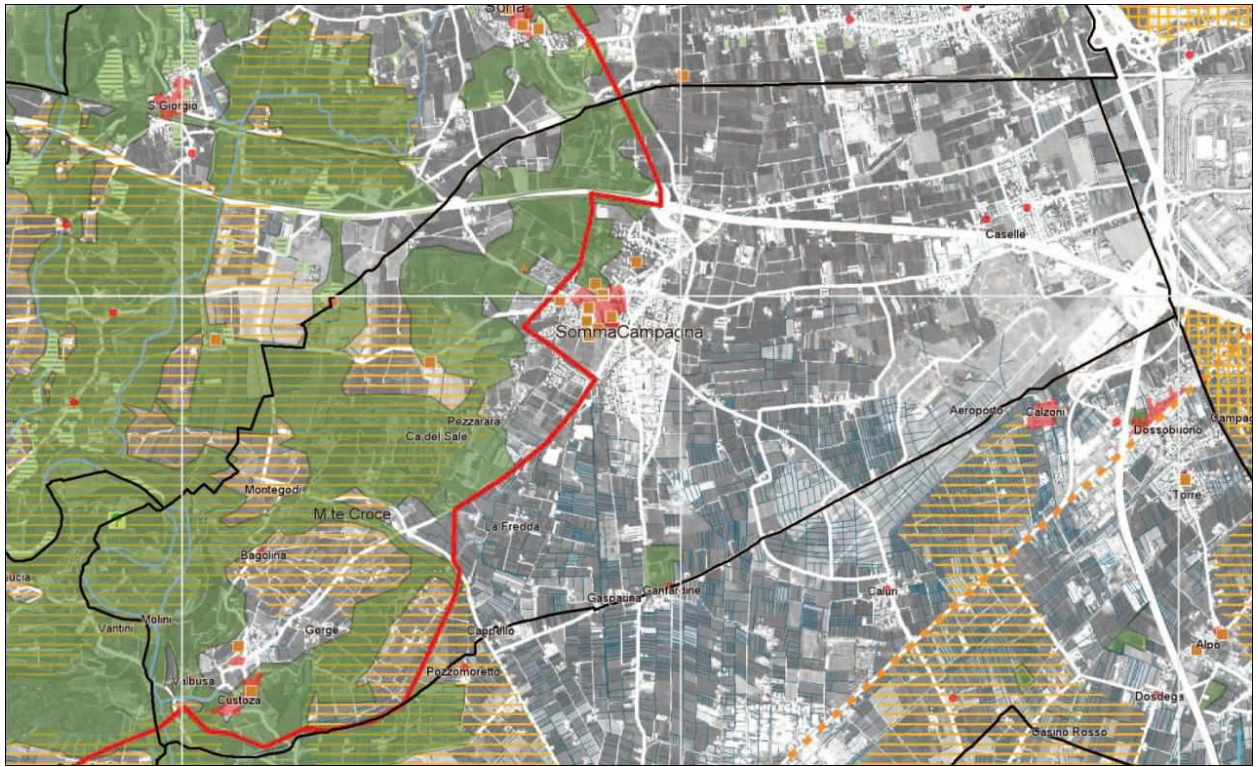 Sona
S.Giorgio
Caselle
SommaCampagna
Aeroporto
Calzoni
Pezzarara
Dossobuono
Ca del Sale
Montegodi
Torre
M.te Croce
La Fredda
Bagolina
Gaspaona
Ganfardine
Caluri
Molini
Vantini
Gorge
Cappello
Alpo
Pozzomoretto
Valbusa
Custoza
Dosdega
Casino Rosso